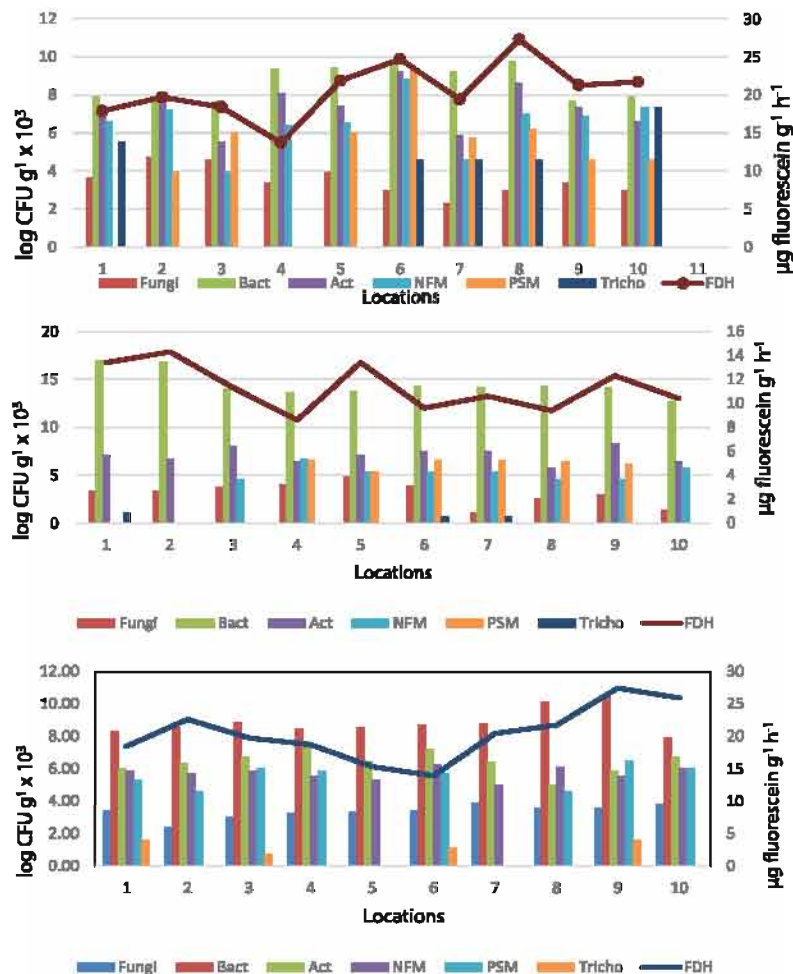 12
10
8
6
4
2
0
log CFU g¹ x 10³
30
25
20
15
10
5
0
µg fluorescein g¹ h⁻¹
1 2 3 4 5 6 7 8 9 10 11
Fungi Bact Act NFM PSM Tricho FDH
Locations
20
15
10
5
0
log CFU g¹ x 10³
16
14
12
10
8
6
4
2
0
µg fluorescein g¹ h⁻¹
1 2 3 4 5 6 7 8 9 10
Locations
Fungi Bact Act NFM PSM Tricho FDH
12.00
10.00
8.00
6.00
4.00
2.00
0.00
log CFU g¹ x 10³
30
25
20
15
10
5
0
µg fluorescein g¹ h⁻¹
1 2 3 4 5 6 7 8 9 10
Locations
Fungi Bact Act NFM PSM Tricho FDH